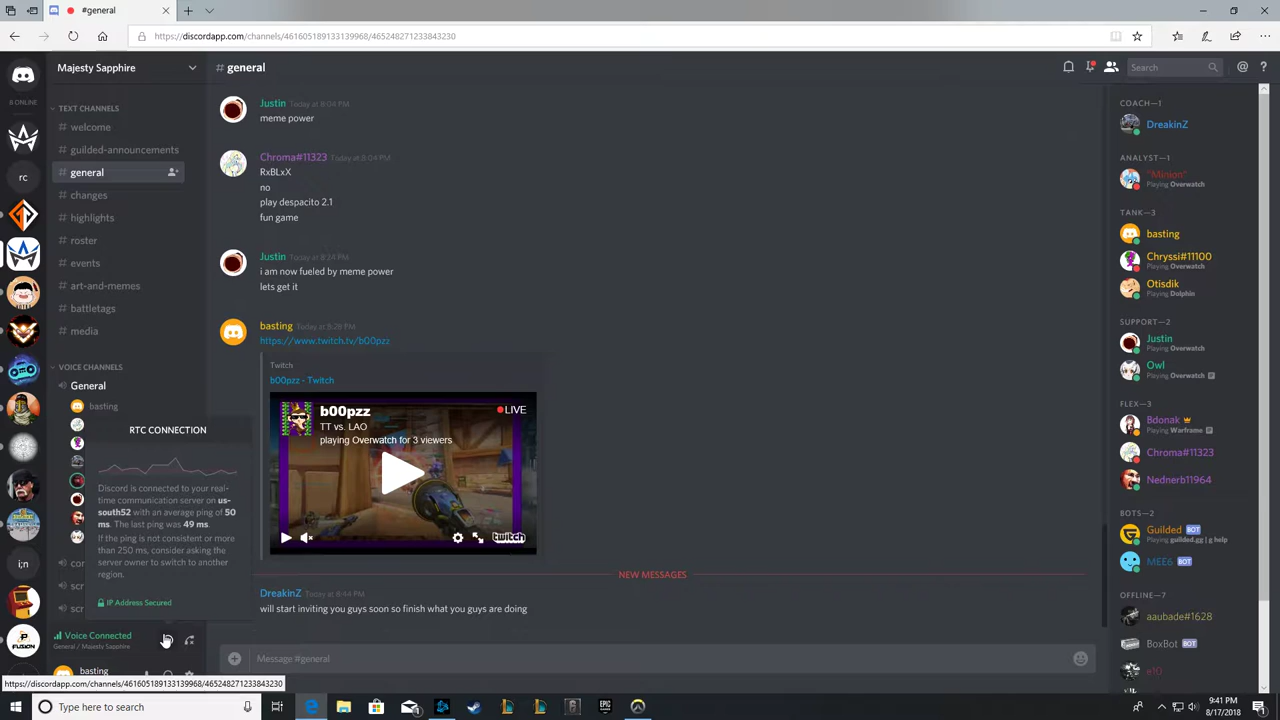 #general
https://discordapp.com/channels/461605189133139968/465248271233843230
Majesty Sapphire
# general
Search
8 ONLINE
TEXT CHANNELS
# welcome
# guilded-announcements
# general
# changes
# highlights
# roster
# events
# art-and-memes
# battletags
# media
VOICE CHANNELS
General
basting
rc
i;n
FUSION
RTC CONNECTION
Discord is connected to your real-
time communication server on us-
south52 with an average ping of 50
ms. The last ping was 49 ms.
If the ping is not consistent or more
than 250 ms, consider asking the
server owner to switch to another
region.
IP Address Secured
Voice Connected
General / Majesty Sapphire
basting
https://discordapp.com/channels/461605189133139968/465248271233843230
Justin Today at 8:04 PM
meme power
Chroma#11323 Today at 8:04 PM
RxBLxX
no
play despacito 2.1
fun game
Justin Today at 8:14 PM
i am now fueled by meme power
lets get it
basting Today at 8:28 PM
https://www.twitch.tv/b00pzz
Twitch
b00pzz - Twitch
b00pzz
LIVE
TT vs. LAO
playing Overwatch for 3 viewers
twitch
NEW MESSAGES
DreakinZ Today at 8:44 PM
will start inviting you guys soon so finish what you guys are doing
Message #general
COACH—1
DreakinZ
ANALYST—1
"Minion"
Playing Overwatch
TANK—3
basting
Chryssi#11100
Playing Overwatch
Otisdik
Playing Dolphin
SUPPORT—2
Justin
Playing Overwatch
Owl
Playing Overwatch
FLEX—3
Bdonak
Playing Warframe
Chroma#11323
Nednerb11964
BOTS—2
Guilded BOT
Playing guilded.gg | g help
MEE6 BOT
OFFLINE—7
aaubade#1628
BoxBot BOT
e10
Type here to search
EPIC
9:41 PM
8/17/2018